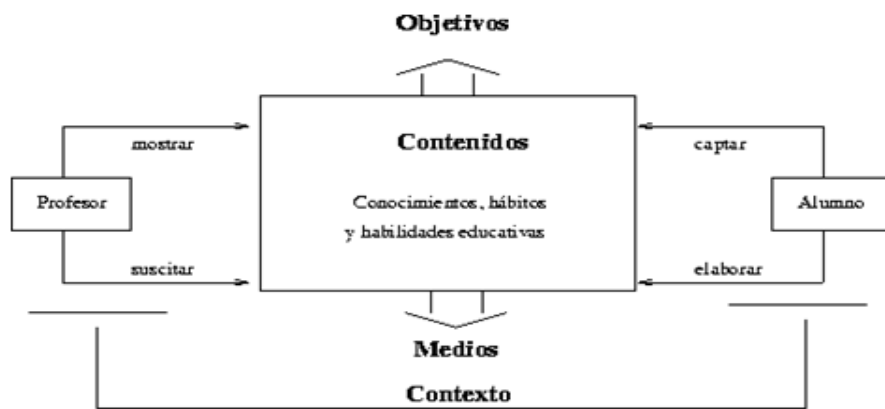 Objetivos
mostrar
Contenidos
captar
Profesor
Conocimientos, hábitos
y habilidades educativas
Alumno
suscitar
elaborar
Medios
Contexto